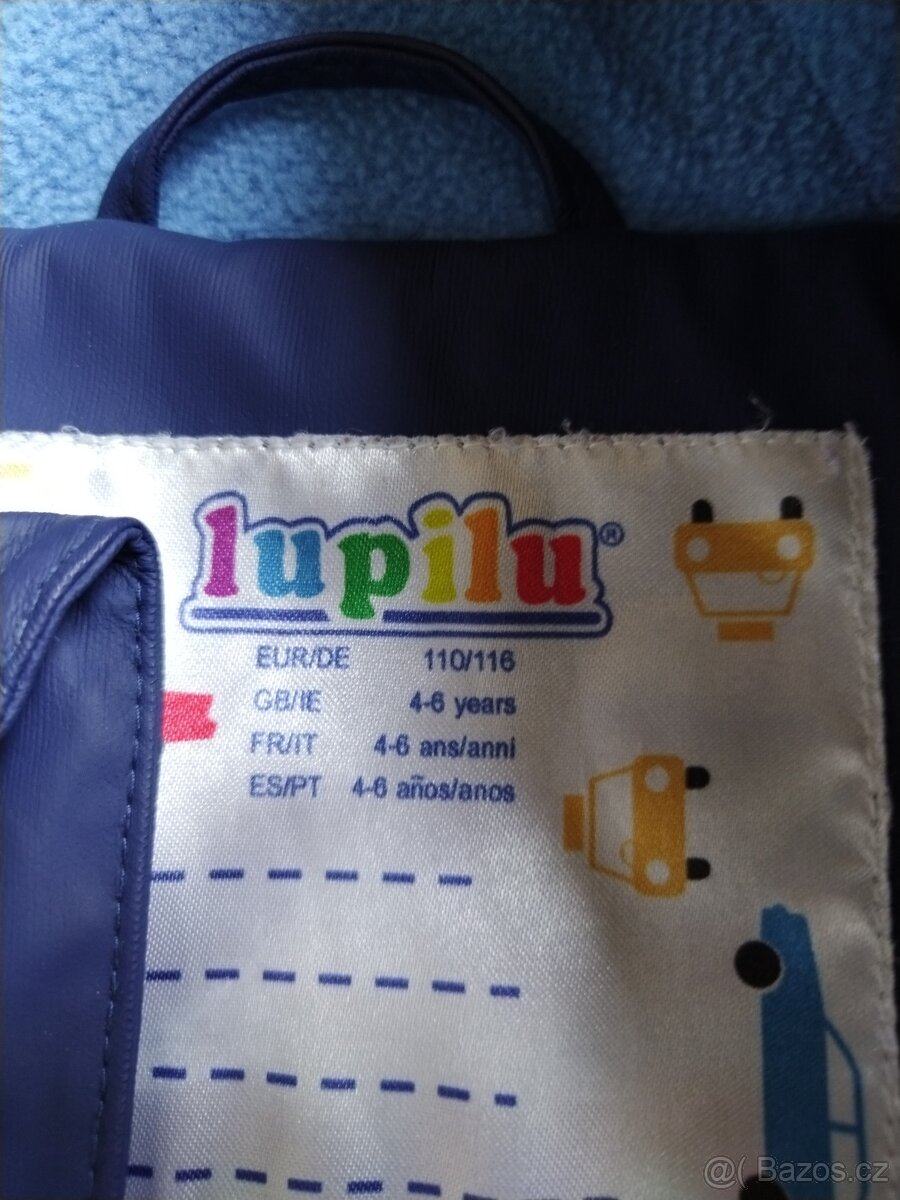 lupilu®
EUR/DE 110/116
GB/IE 4-6 years
FR/IT 4-6 ans/anni
ES/PT 4-6 años/anos
@( Bazos.cz